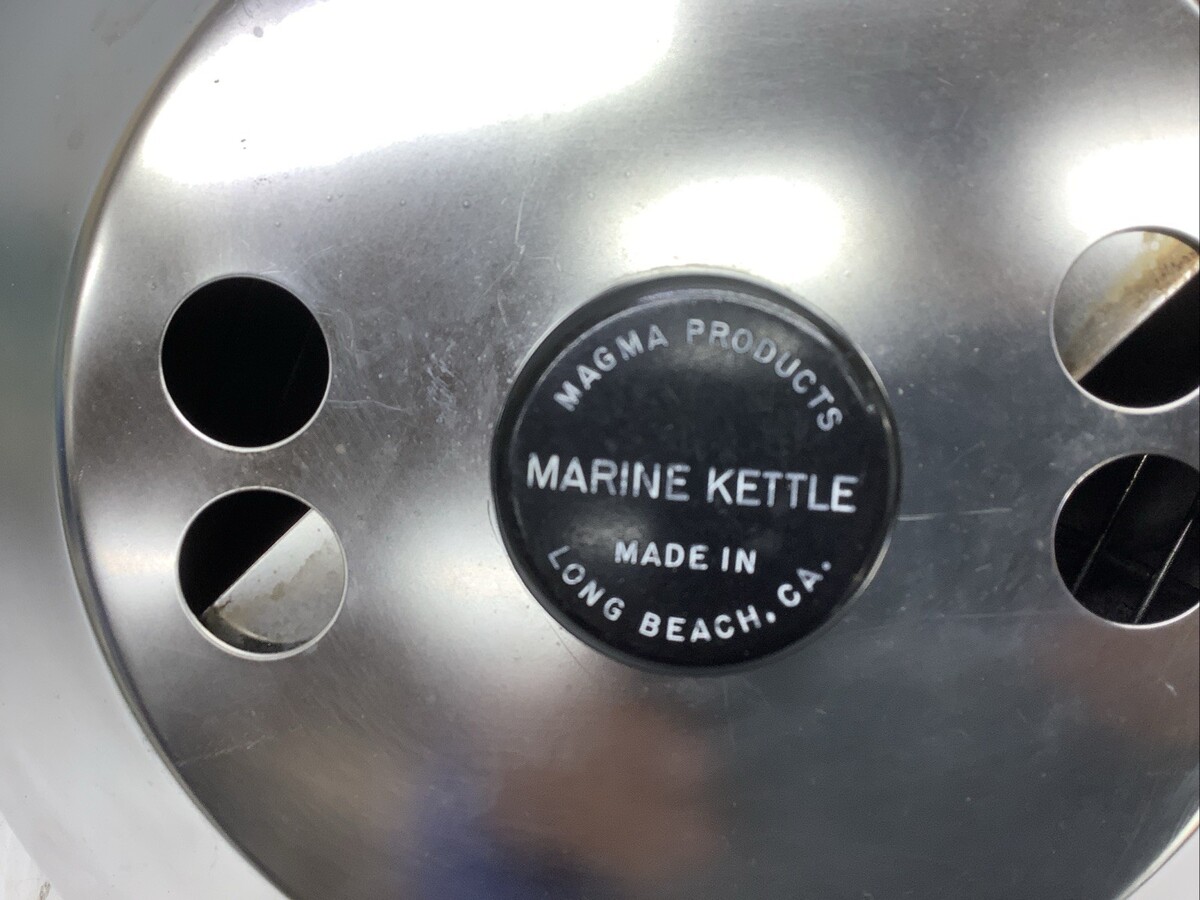 MAGMA PRODUCTS
MARINE KETTLE
MADE IN
LONG BEACH. CA.